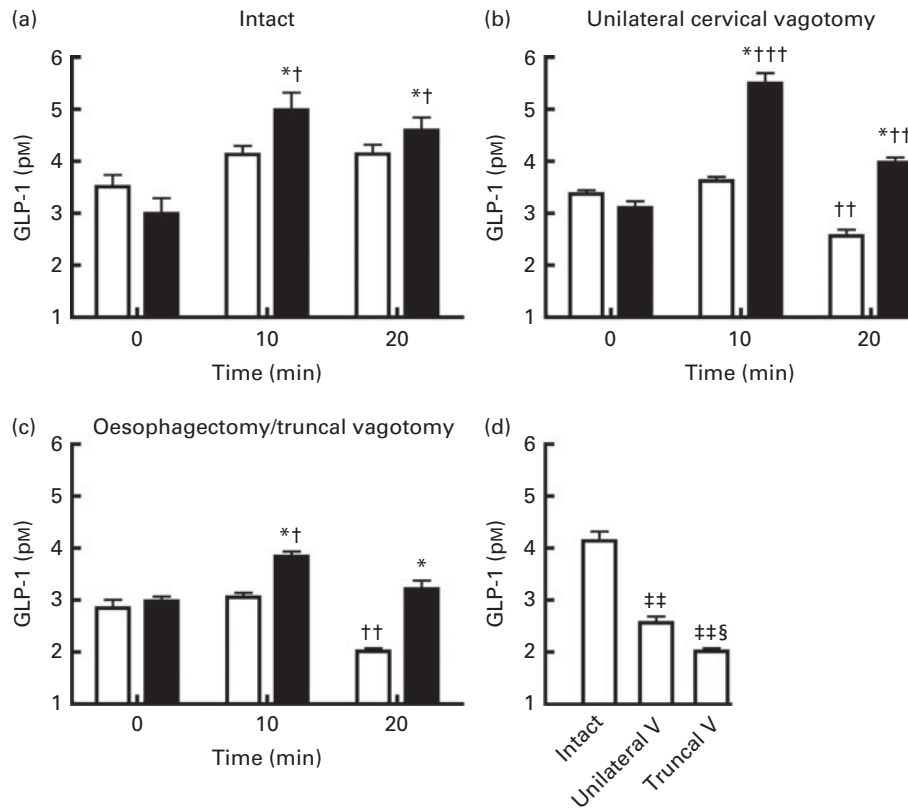 (a) Intact
6
5
4
3
2
1
GLP-1 (pM)
*†
*†
0 10 20
Time (min)
(b) Unilateral cervical vagotomy
6
5
4
3
2
1
GLP-1 (pM)
*†††
*††
††
0 10 20
Time (min)
(c) Oesophagectomy/truncal vagotomy
6
5
4
3
2
1
GLP-1 (pM)
*†
*
††
0 10 20
Time (min)
(d)
6
5
4
3
2
1
GLP-1 (pM)
‡‡
‡‡§
Intact
Unilateral V
Truncal V